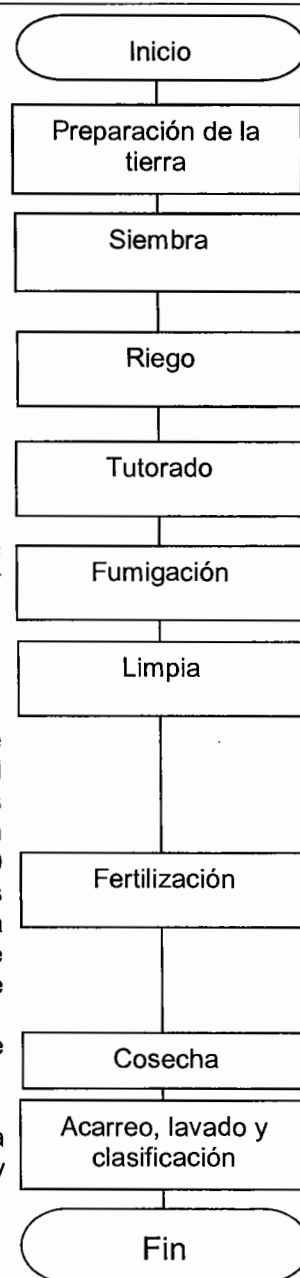 Inicio
Preparación de la
tierra
Siembra
Riego
Tutorado
Fumigación
Limpia
Fertilización
Cosecha
Acarreo, lavado y
clasificación
Fin